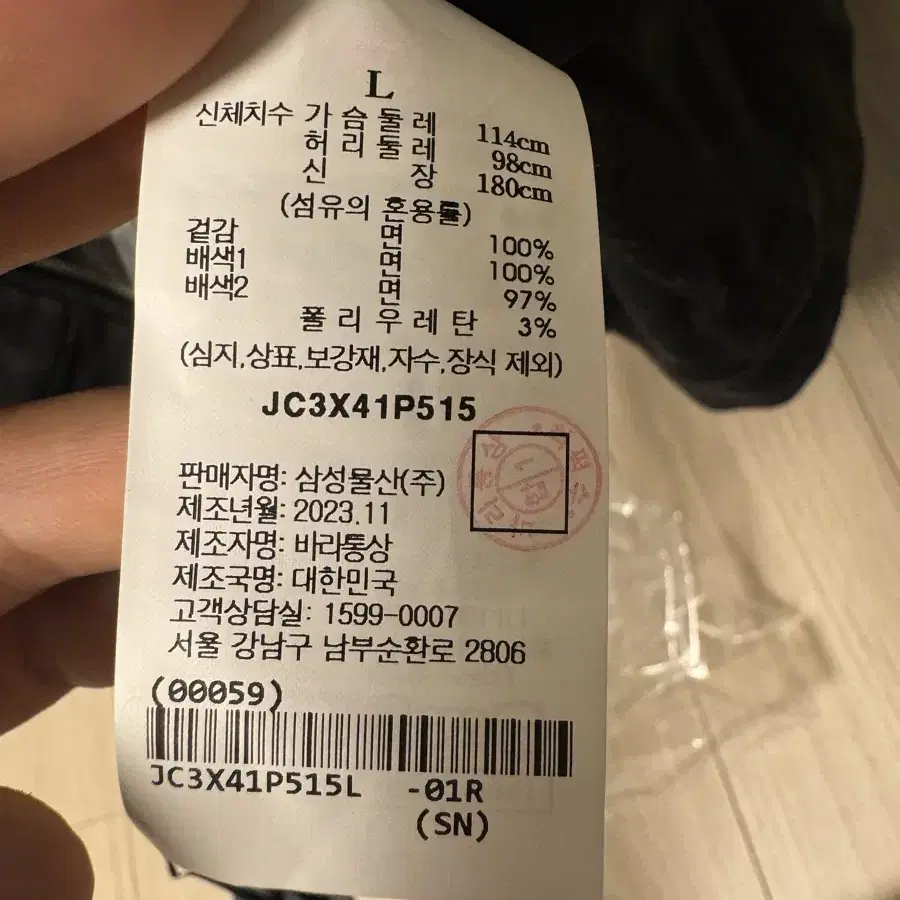 L
신체치수 가슴둘레 114cm
허리둘레 98cm
신 장 180cm
(섬유의 혼용률)
겉감 면 100%
배색1 면 100%
배색2 면 97%
폴리우레탄 3%
(심지,상표,보강재,자수,장식 제외)
JC3X41P515
판매자명: 삼성물산(주)
제조년월: 2023.11
제조자명: 바라통상
제조국명: 대한민국
고객상담실: 1599-0007
서울 강남구 남부순환로 2806
(00059)
JC3X41P515L -01R
(SN)